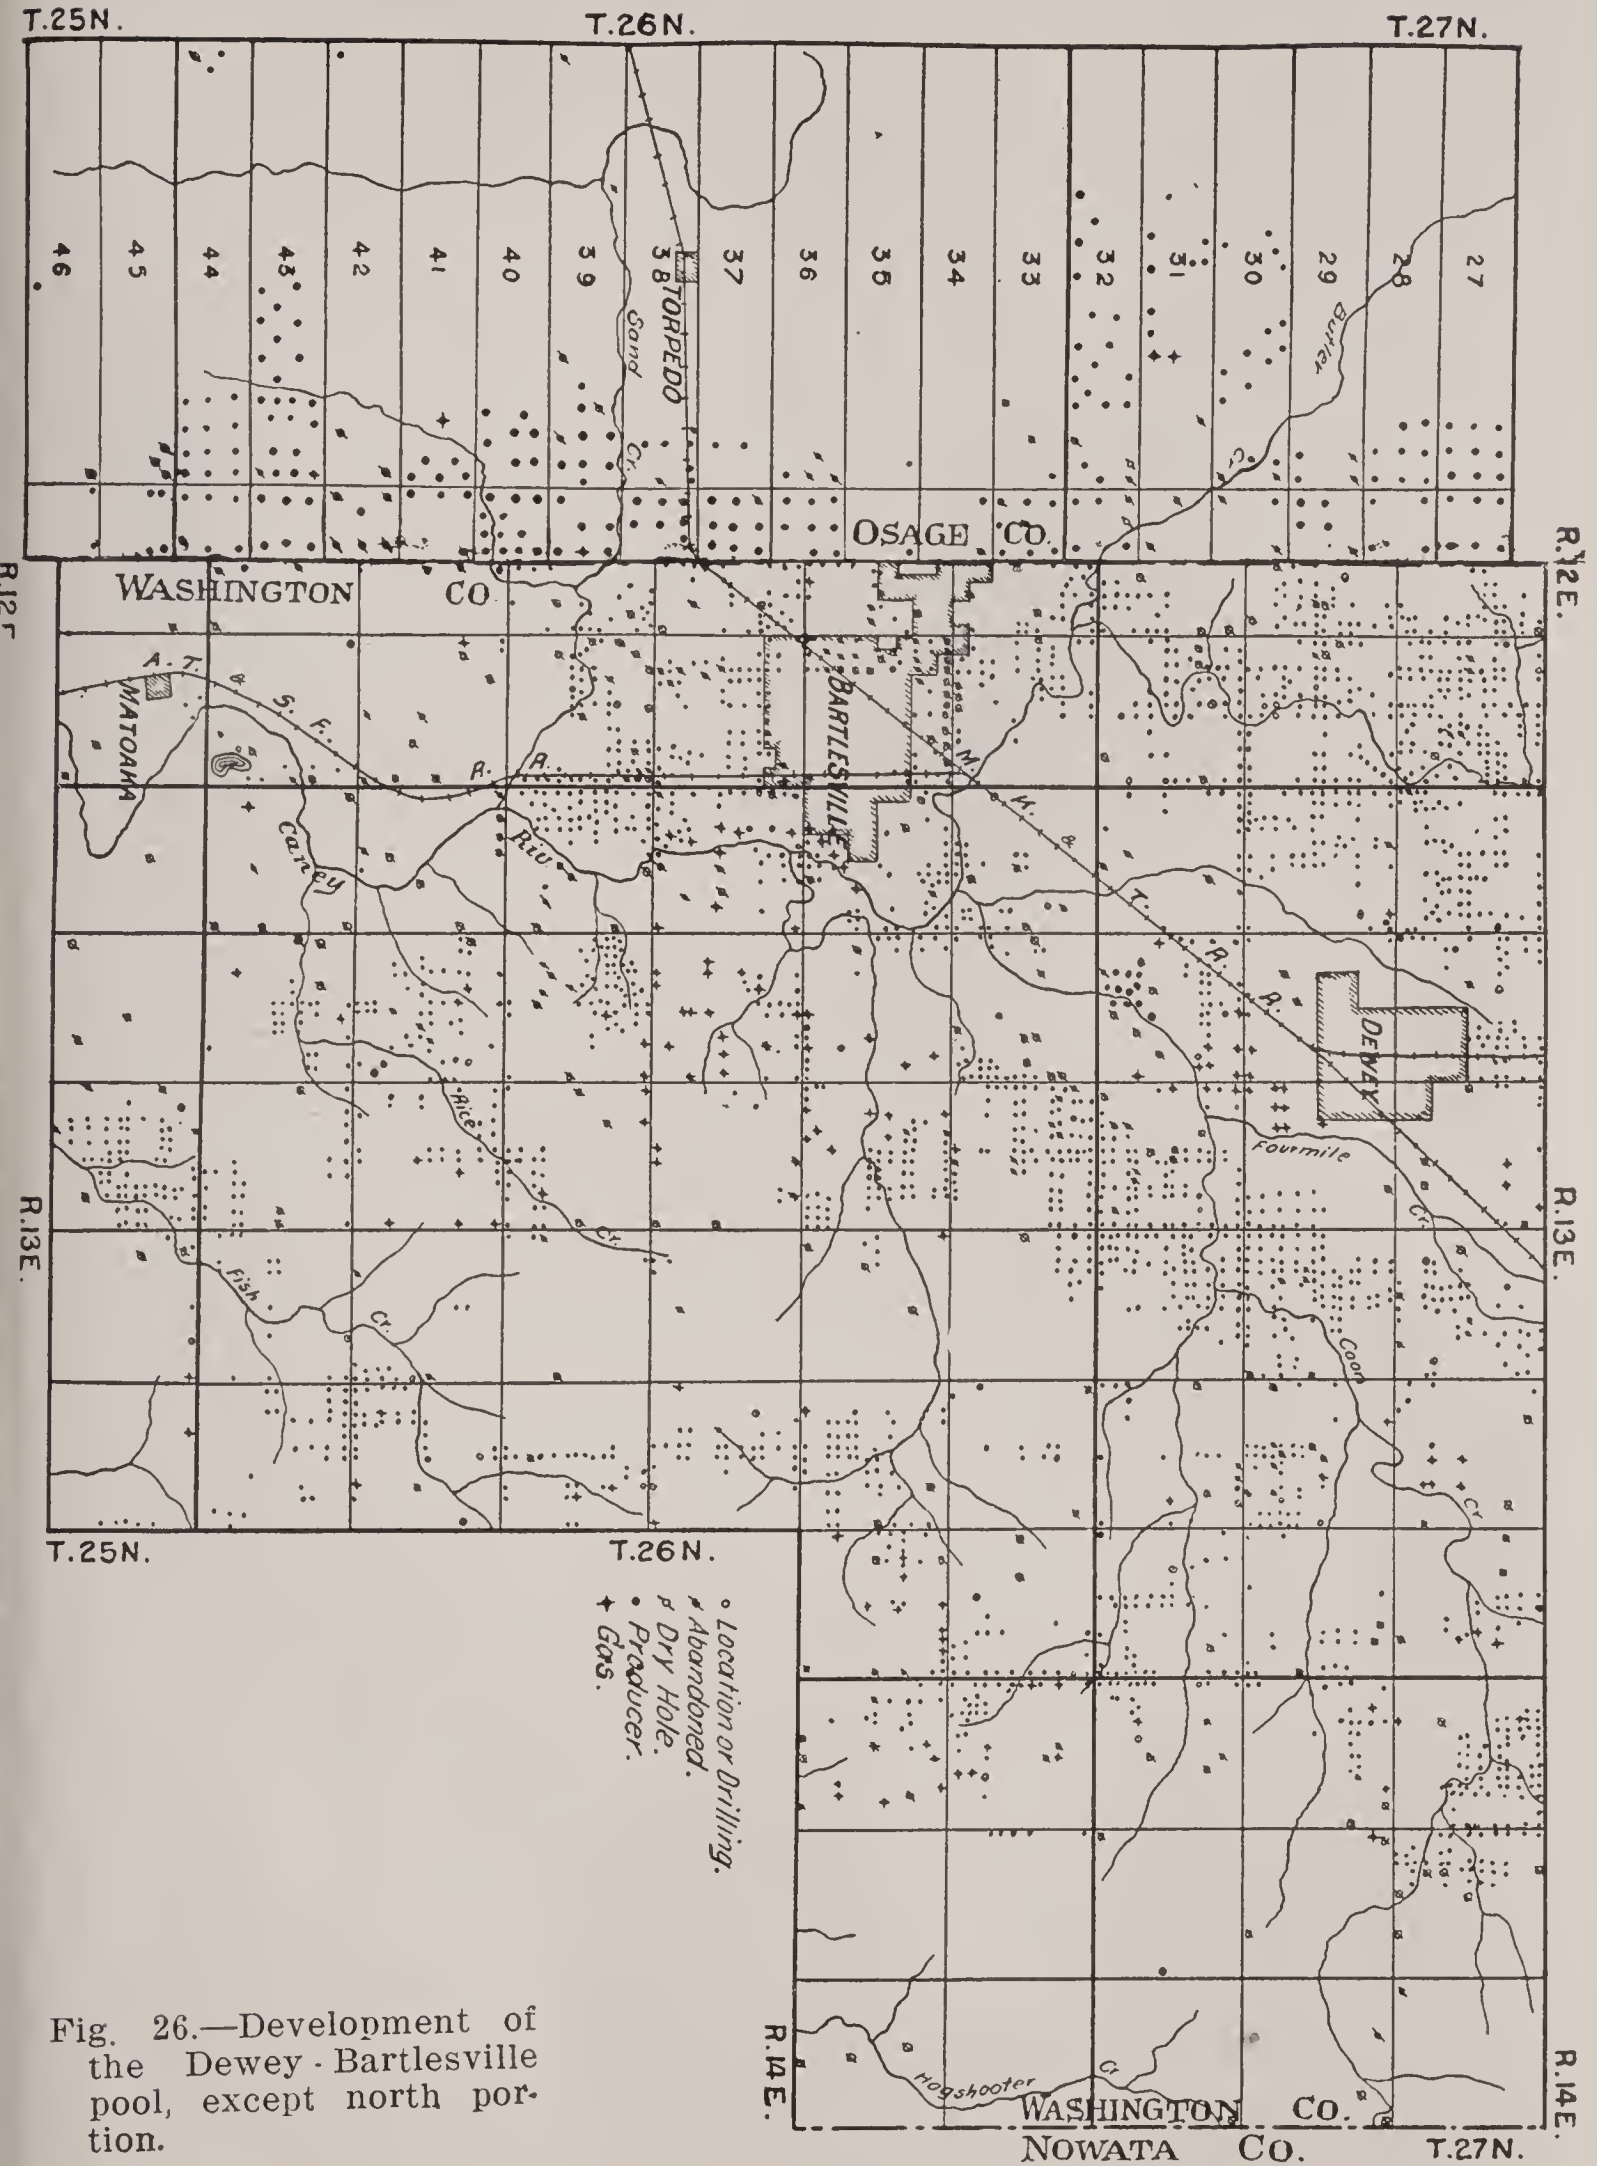 T.25N.
T.26N.
T.27N.
46
45
44
43
42
41
40
39
38
37
36
35
34
33
32
31
30
29
28
27
TORPEDO
Sand
Cr.
Butler
Cr.
OSAGE CO.
WASHINGTON CO
R.12E.
A. T. & S. F. R. R.
MATOAKA
BARTLESVILLE
M. K. & T. R. R.
Caney
Riv.
DEWEY
Rice
Cr.
Fourmile
Cr.
R.13E.
R.13E.
Fish
Cr.
Coon
Cr
T.25N.
T.26N.
Location or Drilling.
Abandoned.
Dry Hole.
Producer.
Gas.
Hogshooter
Cr
R.14E.
R.14E.
WASHINGTON CO.
NOWATA CO.
T.27N.
Fig. 26.—Development of
the Dewey - Bartlesville
pool, except north por-
tion.